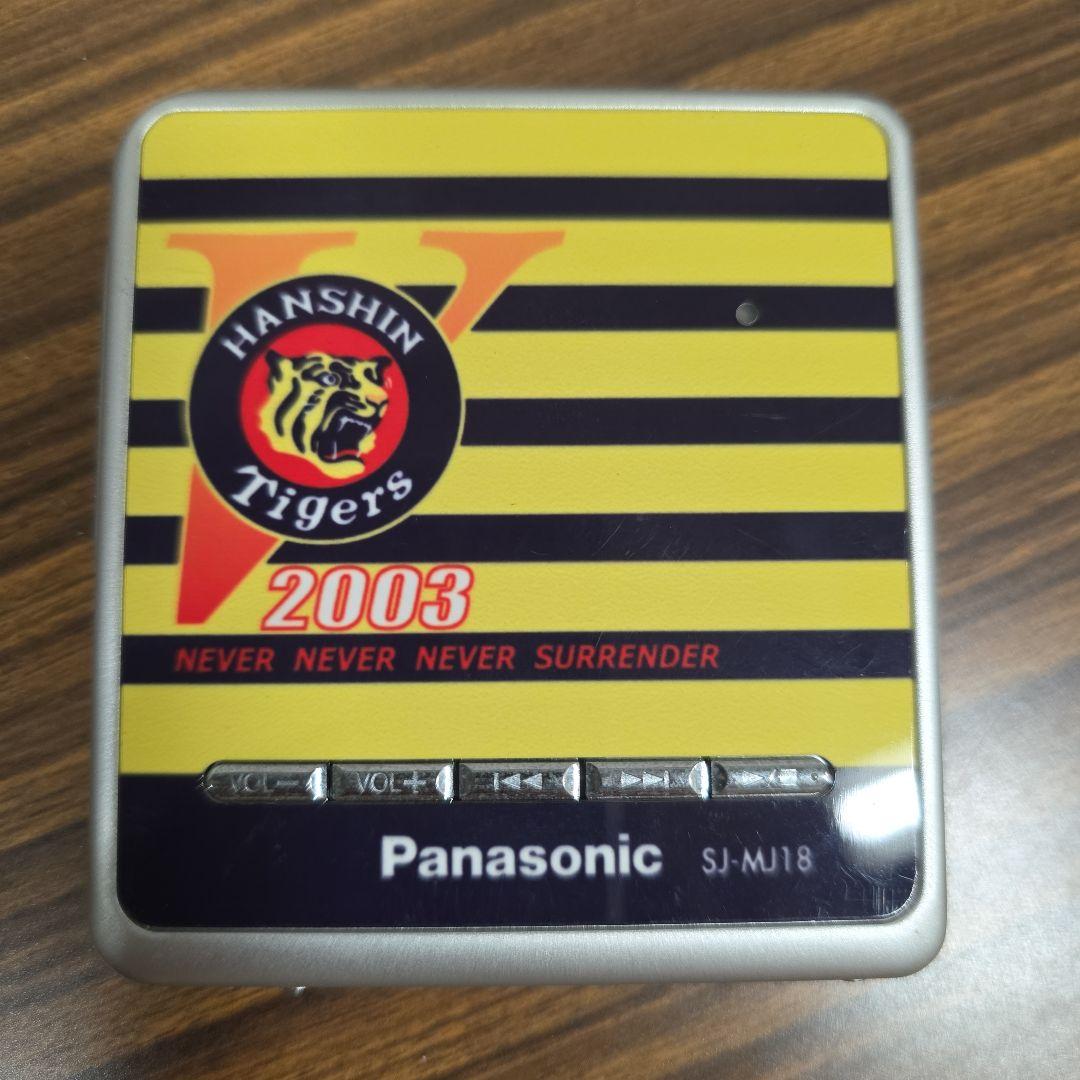 HANSHIN
Tigers
V
2003
NEVER NEVER NEVER SURRENDER
VOL− VOL+
Panasonic SJ-MJ18